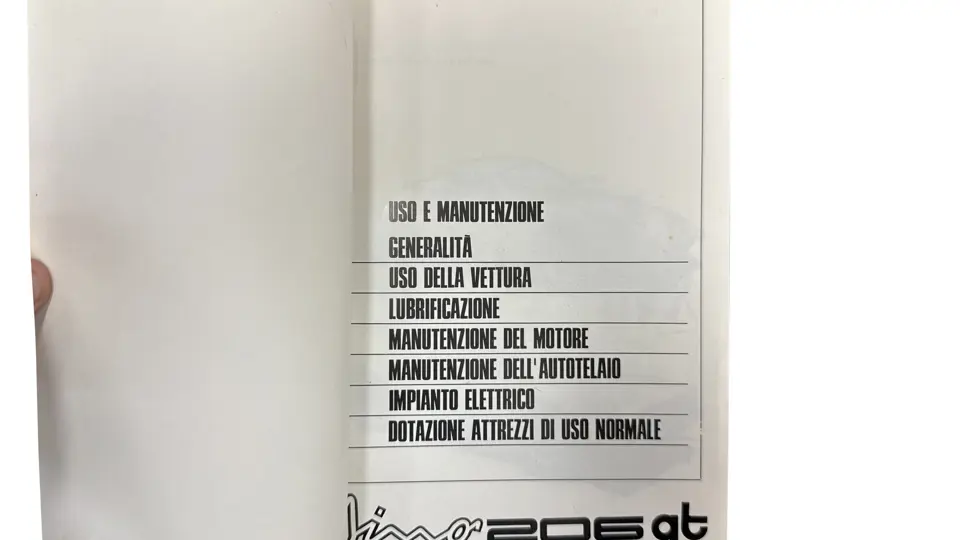 USO E MANUTENZIONE
GENERALITÀ
USO DELLA VETTURA
LUBRIFICAZIONE
MANUTENZIONE DEL MOTORE
MANUTENZIONE DELL'AUTOTELAIO
IMPIANTO ELETTRICO
DOTAZIONE ATTREZZI DI USO NORMALE
Dino 206 gt